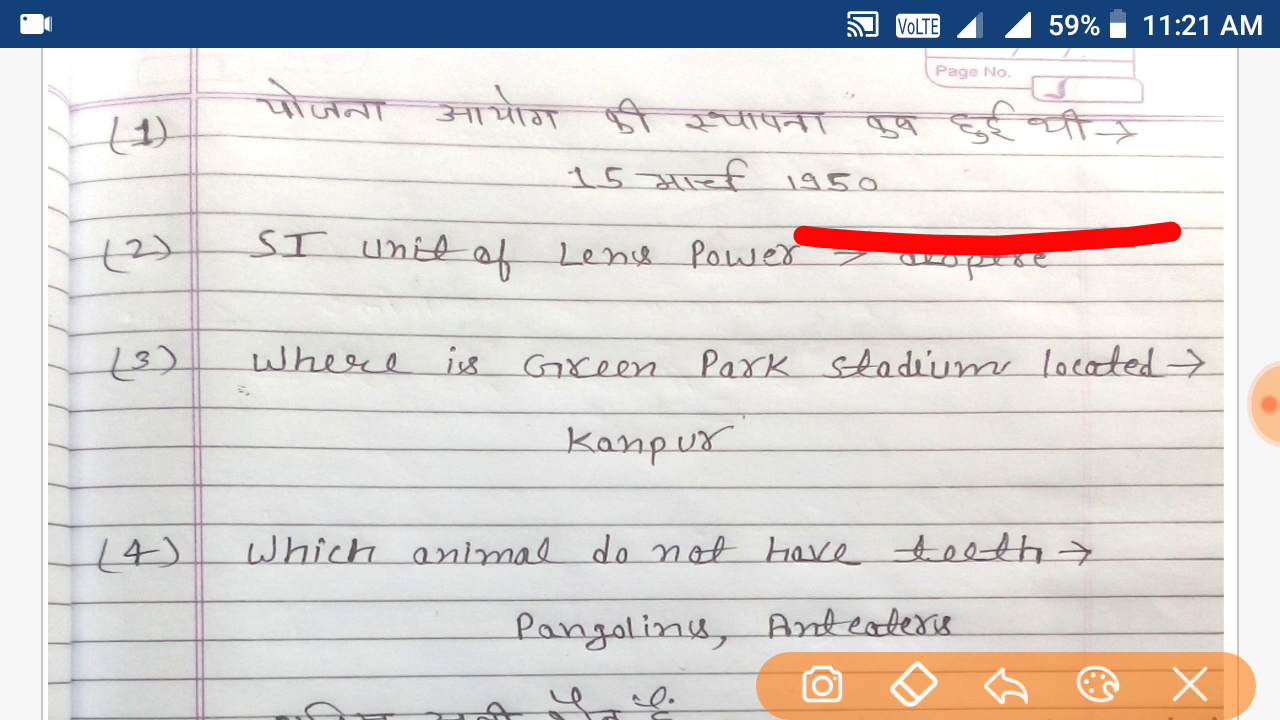 VoLTE 59% 11:21 AM
Page No. 1
(1) योजना आयोग की स्थापना कब हुई थी →
15 मार्च 1950
(2) SI unit of Lens Power →
(3) Where is Green Park stadium located →
Kanpur
(4) Which animal do not have teeth →
Pangolins, Anteaters